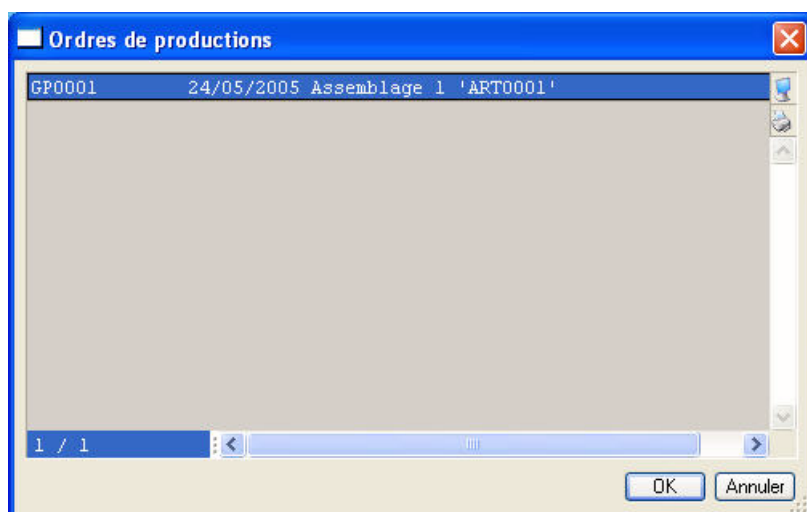 Ordres de productions
GP0001 24/05/2005 Assemblage 1 'ART0001'
1 / 1
OK Annuler